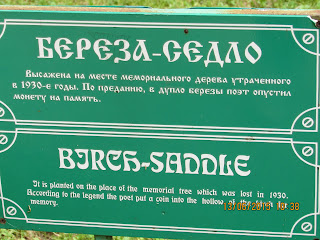 БЕРЕЗА-СЕДЛО
Высажена на месте мемориального дерева утраченного
в 1930-е годы. По преданию, в дупло березы поэт опустил
монету на память.
BIRCH-SADDLE
It is planted on the place of the memorial tree which was lost in 1930.
According to the legend the poet put a coin into the hollow of the birch for
memory.